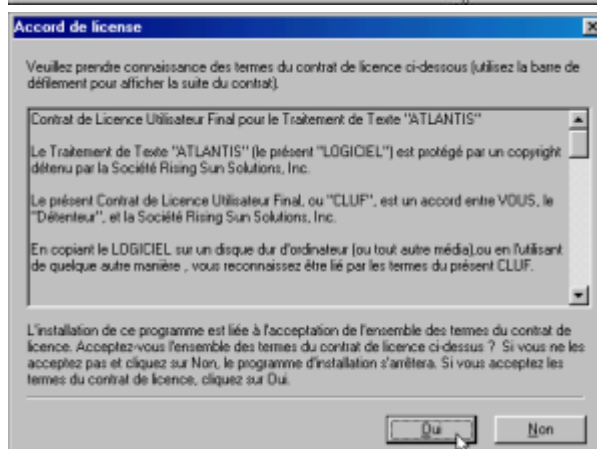 Accord de license
Veuillez prendre connaissance des termes du contrat de licence ci-dessous (utilisez la barre de
défilement pour afficher la suite du contrat).
Contrat de Licence Utilisateur Final pour le Traitement de Texte "ATLANTIS"
Le Traitement de Texte "ATLANTIS" (le présent "LOGICIEL") est protégé par un copyright
détenu par la Société Rising Sun Solutions, Inc.
Le présent Contrat de Licence Utilisateur Final, ou "CLUF", est un accord entre VOUS, le
"Détenteur", et la Société Rising Sun Solutions, Inc.
En copiant le LOGICIEL sur un disque dur d'ordinateur (ou tout autre média),ou en l'utilisant
de quelque autre manière , vous reconnaissez être lié par les termes du présent CLUF.
L'installation de ce programme est liée à l'acceptation de l'ensemble des termes du contrat de
licence. Acceptez-vous l'ensemble des termes du contrat de licence ci-dessus ? Si vous ne les
acceptez pas et cliquez sur Non, le programme d'installation s'arrêtera. Si vous acceptez les
termes du contrat de licence, cliquez sur Oui.
Oui
Non